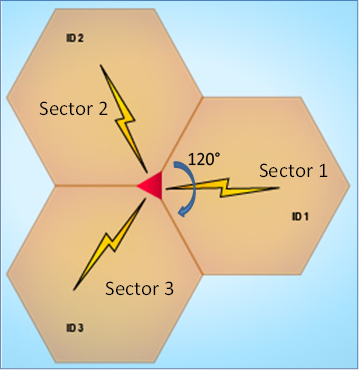 ID 2
Sector 2
120°
Sector 1
ID 1
Sector 3
ID 3